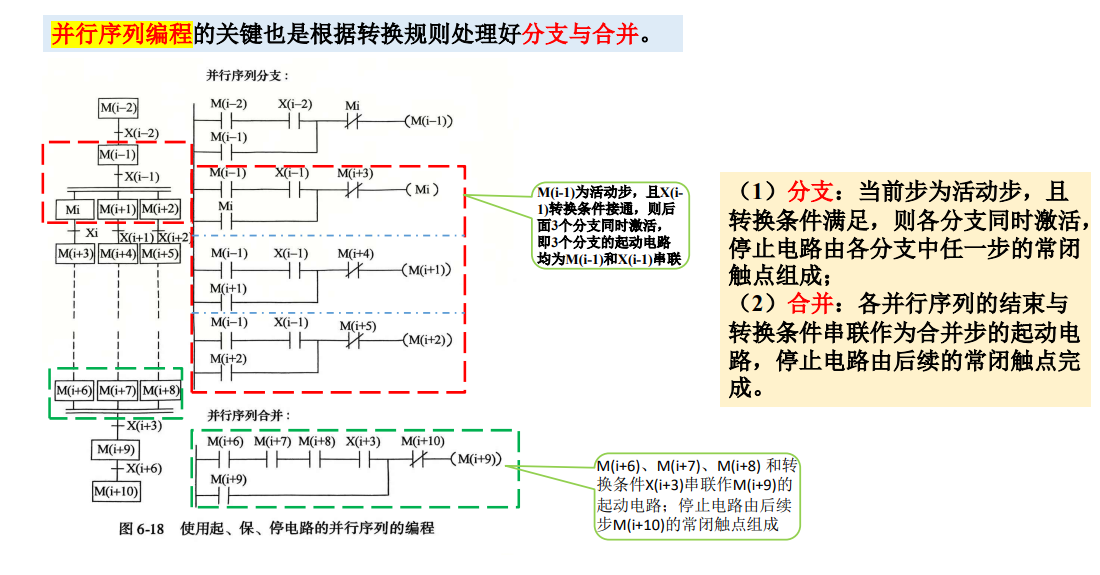 并行序列编程的关键也是根据转换规则处理好分支与合并。
并行序列分支：
M(i−2)
X(i−2)
M(i−1)
X(i−1)
Mi
M(i+1)
M(i+2)
Xi
X(i+1)
X(i+2
M(i+3)
M(i+4)
M(i+5)
M(i+6)
M(i+7)
M(i+8)
X(i+3)
M(i+9)
X(i+6)
M(i+10)
M(i−2) X(i−2) Mi
(M(i−1))
M(i−1)
M(i−1) X(i−1) M(i+3)
( Mi )
Mi
M(i−1) X(i−1) M(i+4)
(M(i+1))
M(i+1)
M(i−1) X(i−1) M(i+5)
(M(i+2))
M(i+2)
并行序列合并：
M(i+6) M(i+7) M(i+8) X(i+3) M(i+10)
(M(i+9))
M(i+9)
图 6-18 使用起、保、停电路的并行序列的编程
M(i-1)为活动步，且X(i-
1)转换条件接通，则后
面3个分支同时激活，
即3个分支的起动电路
均为M(i-1)和X(i-1)串联
M(i+6)、M(i+7)、M(i+8) 和转
换条件X(i+3)串联作M(i+9)的
起动电路；停止电路由后续
步M(i+10)的常闭触点组成
（1）分支：当前步为活动步，且
转换条件满足，则各分支同时激活，
停止电路由各分支中任一步的常闭
触点组成；
（2）合并：各并行序列的结束与
转换条件串联作为合并步的起动电
路，停止电路由后续的常闭触点完
成。